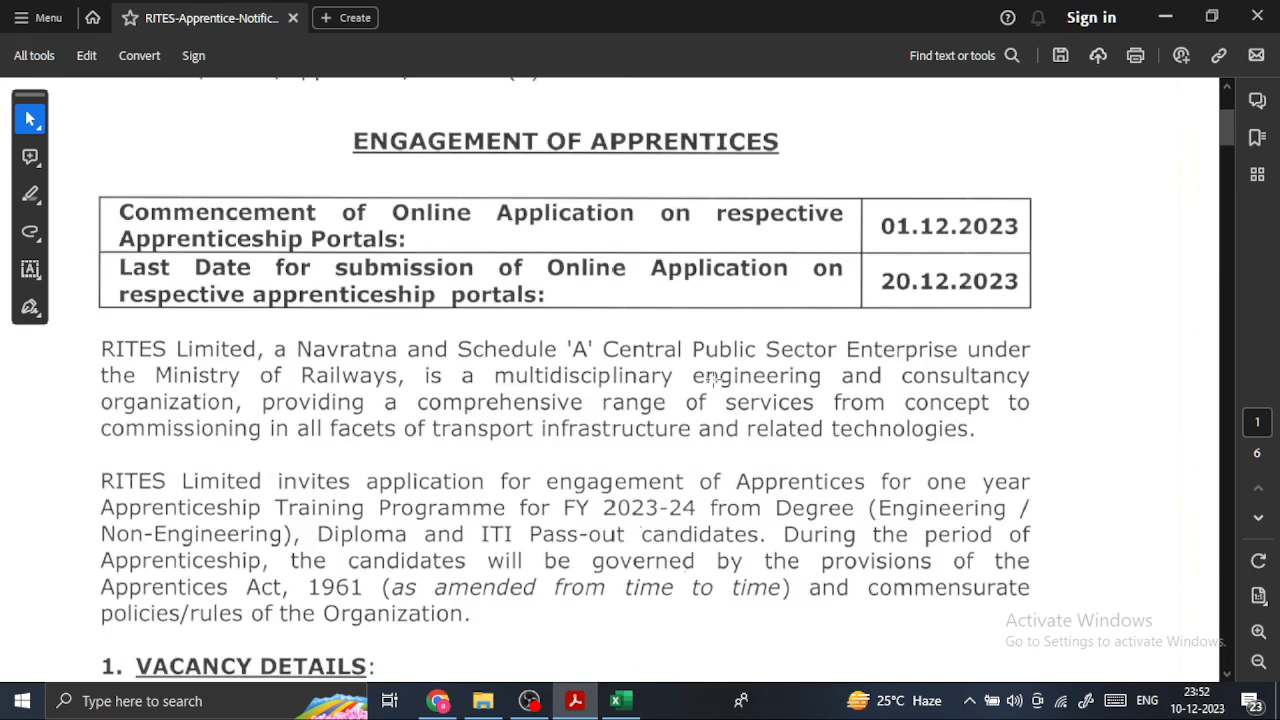 Menu
RITES-Apprentice-Notific...
Create
Sign in
All tools
Edit
Convert
Sign
Find text or tools
ENGAGEMENT OF APPRENTICES
Commencement of Online Application on respective
Apprenticeship Portals:
01.12.2023
Last Date for submission of Online Application on
respective apprenticeship portals:
20.12.2023
RITES Limited, a Navratna and Schedule 'A' Central Public Sector Enterprise under
the Ministry of Railways, is a multidisciplinary engineering and consultancy
organization, providing a comprehensive range of services from concept to
commissioning in all facets of transport infrastructure and related technologies.
RITES Limited invites application for engagement of Apprentices for one year
Apprenticeship Training Programme for FY 2023-24 from Degree (Engineering /
Non-Engineering), Diploma and ITI Pass-out candidates. During the period of
Apprenticeship, the candidates will be governed by the provisions of the
Apprentices Act, 1961 (as amended from time to time) and commensurate
policies/rules of the Organization.
1. VACANCY DETAILS:
1
6
Activate Windows
Go to Settings to activate Windows.
Type here to search
25°C Haze
ENG
23:52
10-12-2023
23